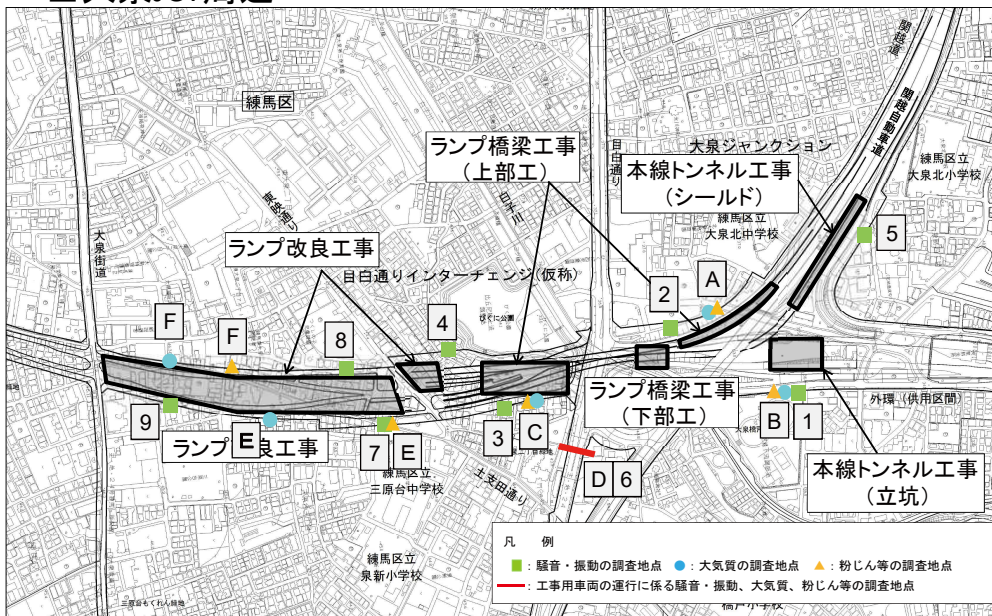 関越道
関越自動車道
練馬区
ランプ橋梁工事
（上部工）
目白通り
大泉ジャンクション
本線トンネル工事
（シールド）
練馬区立
大泉北小学校
練馬区立
大泉北中学校
東映通り
白子川
大泉街道
ランプ改良工事
目白通りインターチェンジ（仮称）
びくに公園
5
A
2
4
8
F
F
ランプ橋梁工事
（下部工）
外環（供用区間）
9
E
ランプ改良工事
7
E
3
C
B
1
D
6
練馬区立
三原台中学校
土支田通り
本線トンネル工事
（立坑）
練馬区立
泉新小学校
凡　例
：騒音・振動の調査地点
：大気質の調査地点
：粉じん等の調査地点
：工事用車両の運行に係る騒音・振動、大気質、粉じん等の調査地点